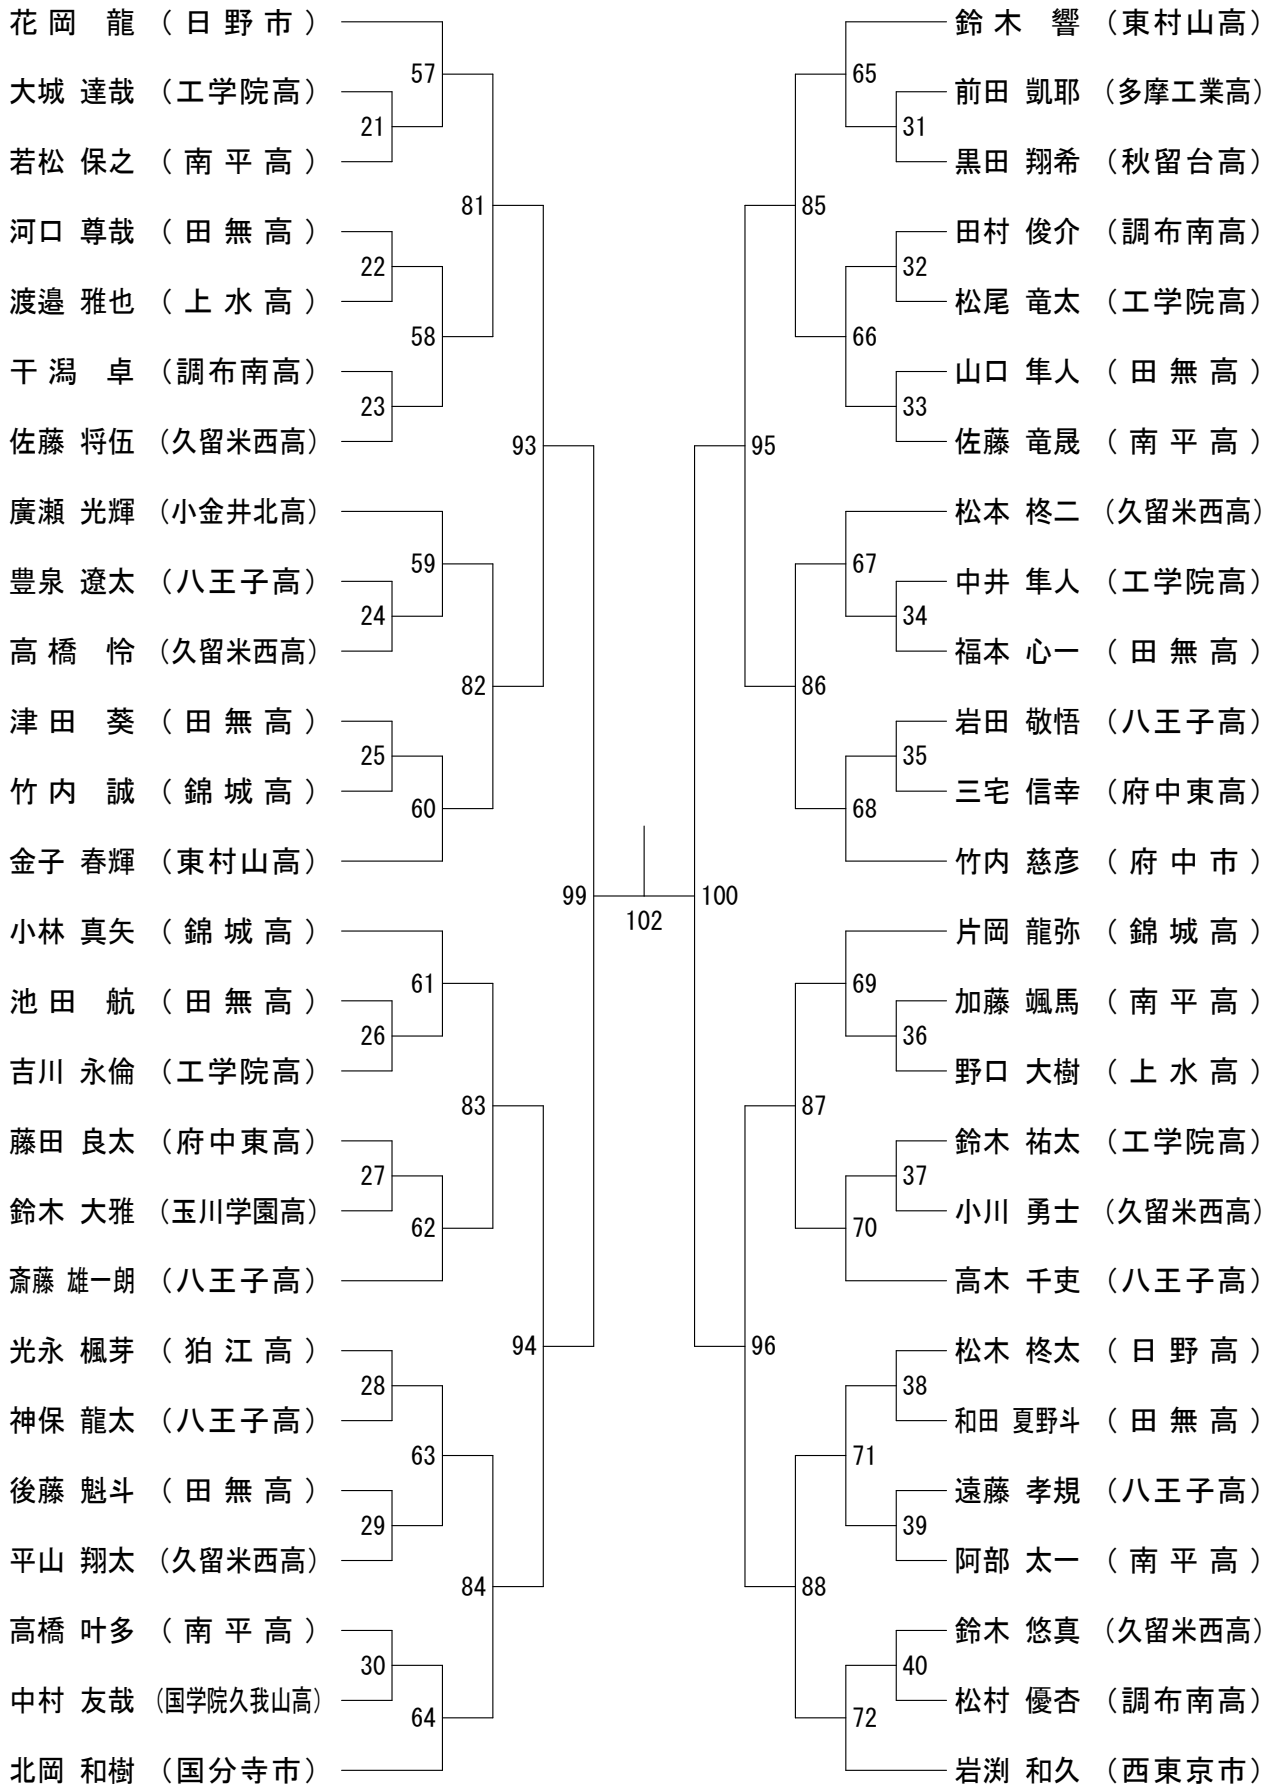 花岡 龍 (日野市)
57
大城 達哉 (工学院高)
21
若松 保之 (南平高)
81
河口 尊哉 (田無高)
22
渡邉 雅也 (上水高)
58
干潟 卓 (調布南高)
23
佐藤 将伍 (久留米西高)
93
廣瀬 光輝 (小金井北高)
59
豊泉 遼太 (八王子高)
24
高橋 怜 (久留米西高)
82
津田 葵 (田無高)
25
竹内 誠 (錦城高)
60
金子 春輝 (東村山高)
99
小林 真矢 (錦城高)
61
池田 航 (田無高)
26
吉川 永倫 (工学院高)
83
藤田 良太 (府中東高)
27
鈴木 大雅 (玉川学園高)
62
斎藤 雄一朗 (八王子高)
94
光永 楓芽 (狛江高)
28
神保 龍太 (八王子高)
63
後藤 魁斗 (田無高)
29
平山 翔太 (久留米西高)
84
高橋 叶多 (南平高)
30
中村 友哉 (国学院久我山高)
64
北岡 和樹 (国分寺市)
102
鈴木 響 (東村山高)
65
前田 凱耶 (多摩工業高)
31
黒田 翔希 (秋留台高)
85
田村 俊介 (調布南高)
32
松尾 竜太 (工学院高)
66
山口 隼人 (田無高)
33
佐藤 竜晟 (南平高)
95
松本 柊二 (久留米西高)
67
中井 隼人 (工学院高)
34
福本 心一 (田無高)
86
岩田 敬悟 (八王子高)
35
三宅 信幸 (府中東高)
68
竹内 慈彦 (府中市)
100
片岡 龍弥 (錦城高)
69
加藤 颯馬 (南平高)
36
野口 大樹 (上水高)
87
鈴木 祐太 (工学院高)
37
小川 勇士 (久留米西高)
70
高木 千吏 (八王子高)
96
松木 柊太 (日野高)
38
和田 夏野斗 (田無高)
71
遠藤 孝規 (八王子高)
39
阿部 太一 (南平高)
88
鈴木 悠真 (久留米西高)
40
松村 優杏 (調布南高)
72
岩渕 和久 (西東京市)